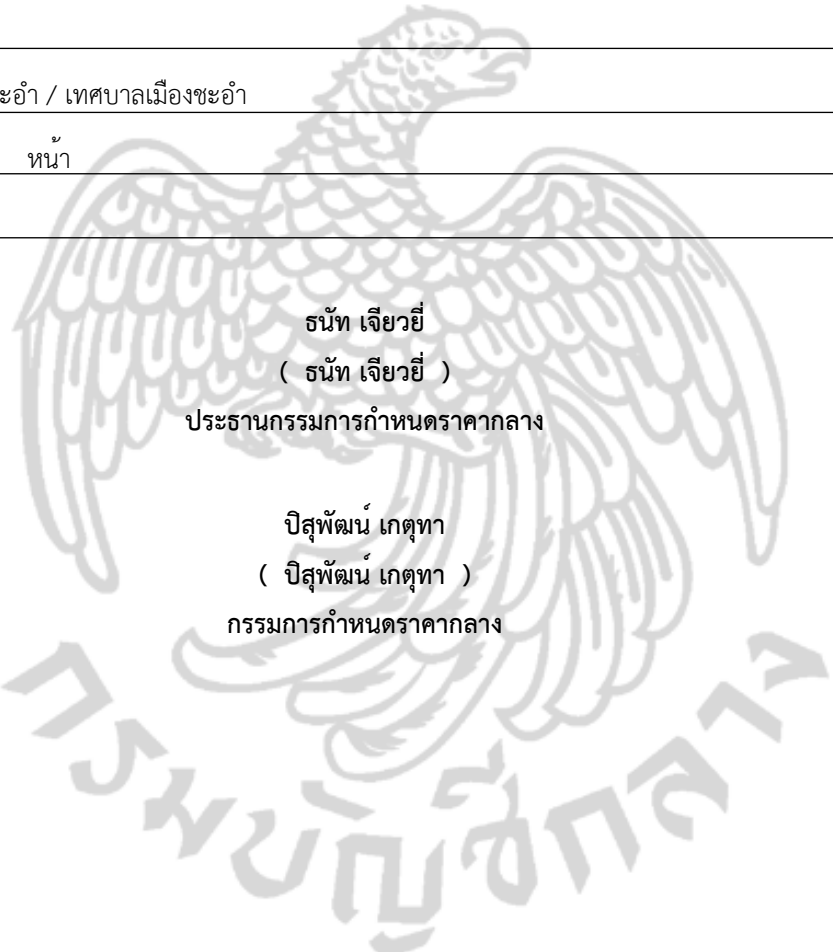 ะอำ / เทศบาลเมืองชะอำ
หน้า
ธนัท เจียวยี่
( ธนัท เจียวยี่ )
ประธานกรรมการกำหนดราคากลาง
ปิสุพัฒน์ เกตุทา
( ปิสุพัฒน์ เกตุทา )
กรรมการกำหนดราคากลาง
กรมบัญชีกลาง